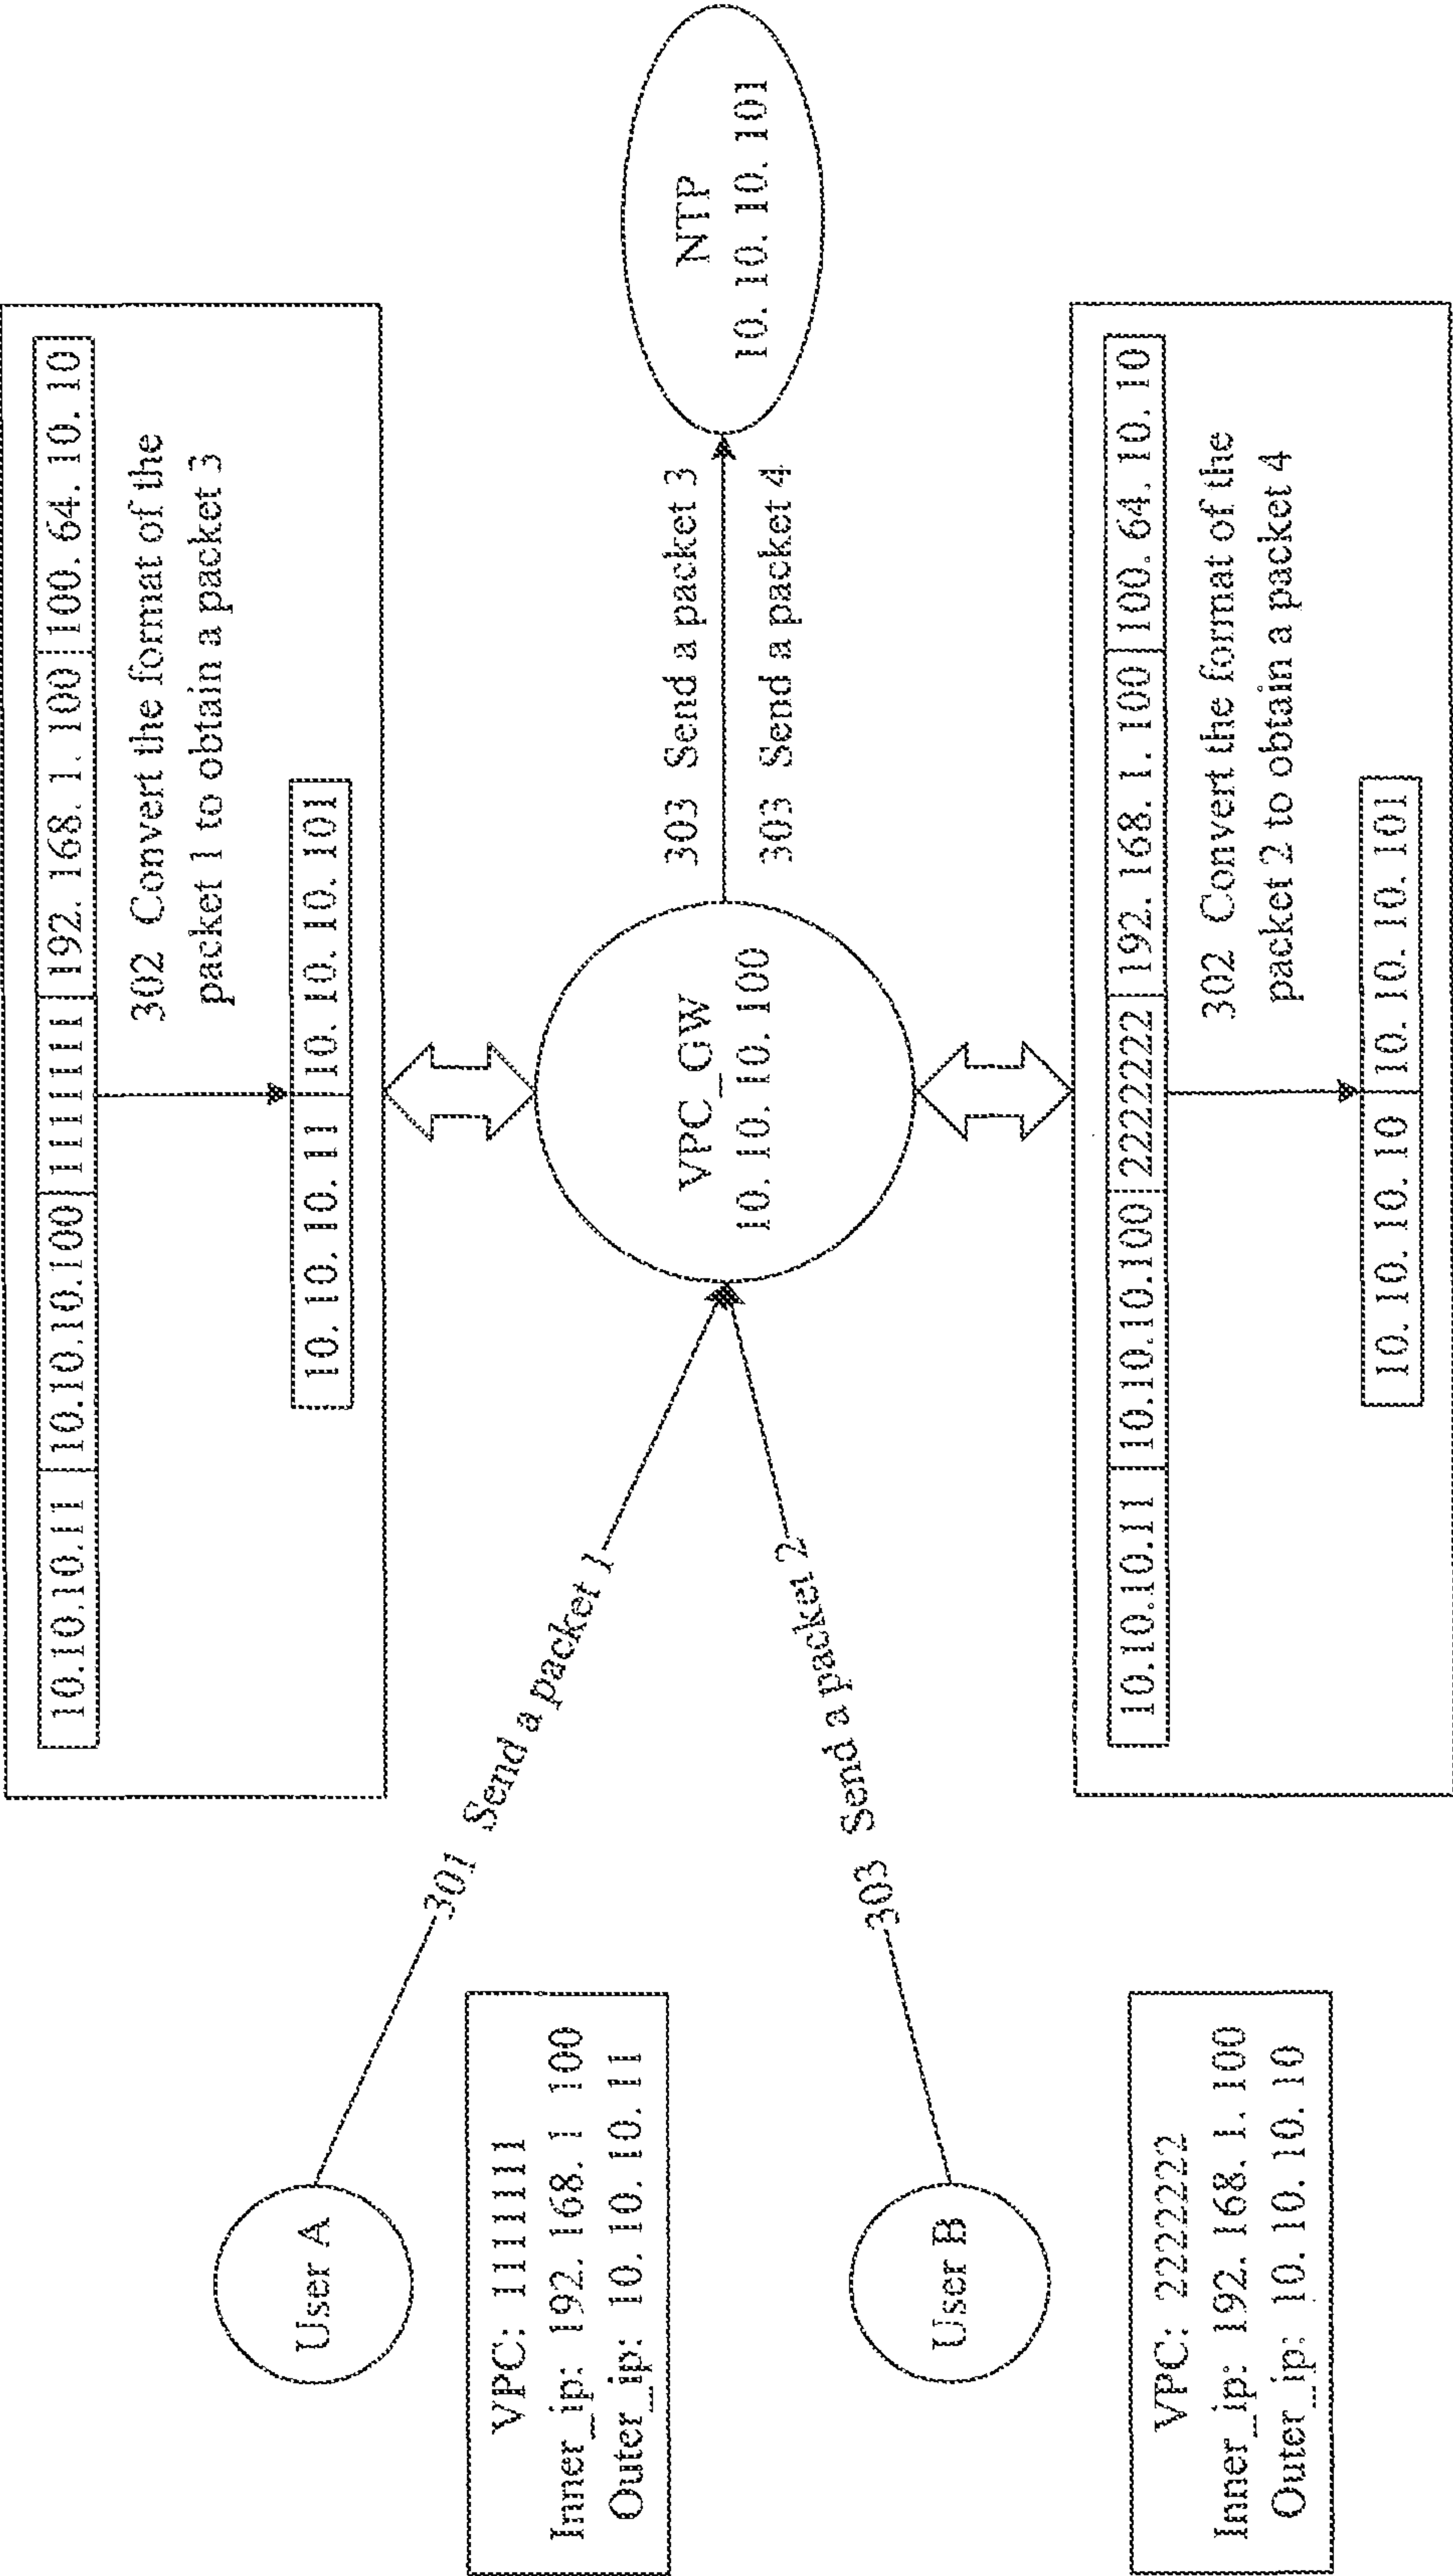 10.10.10.11 10.10.10.100 1111111 192. 168. 1. 100 100. 64. 10. 10
302 Convert the format of the
packet 1 to obtain a packet 3
10. 10. 10. 11 10. 10. 10. 101
User A
VPC: 1111111
Inner_ip: 192. 168. 1 100
Outer_ip: 10. 10. 10. 11
301 Send a packet 1
VPC_GW
10. 10. 10. 100
303 Send a packet 3
303 Send a packet 4
NTP
10. 10. 10. 101
303 Send a packet 2
User B
VPC: 2222222
Inner_ip: 192. 168. 1. 100
Outer_ip: 10. 10. 10. 10
10.10.10.11 10.10.10.100 2222222 192. 168. 1. 100 100. 64. 10. 10
302 Convert the format of the
packet 2 to obtain a packet 4
10. 10. 10. 10 10. 10. 10. 101